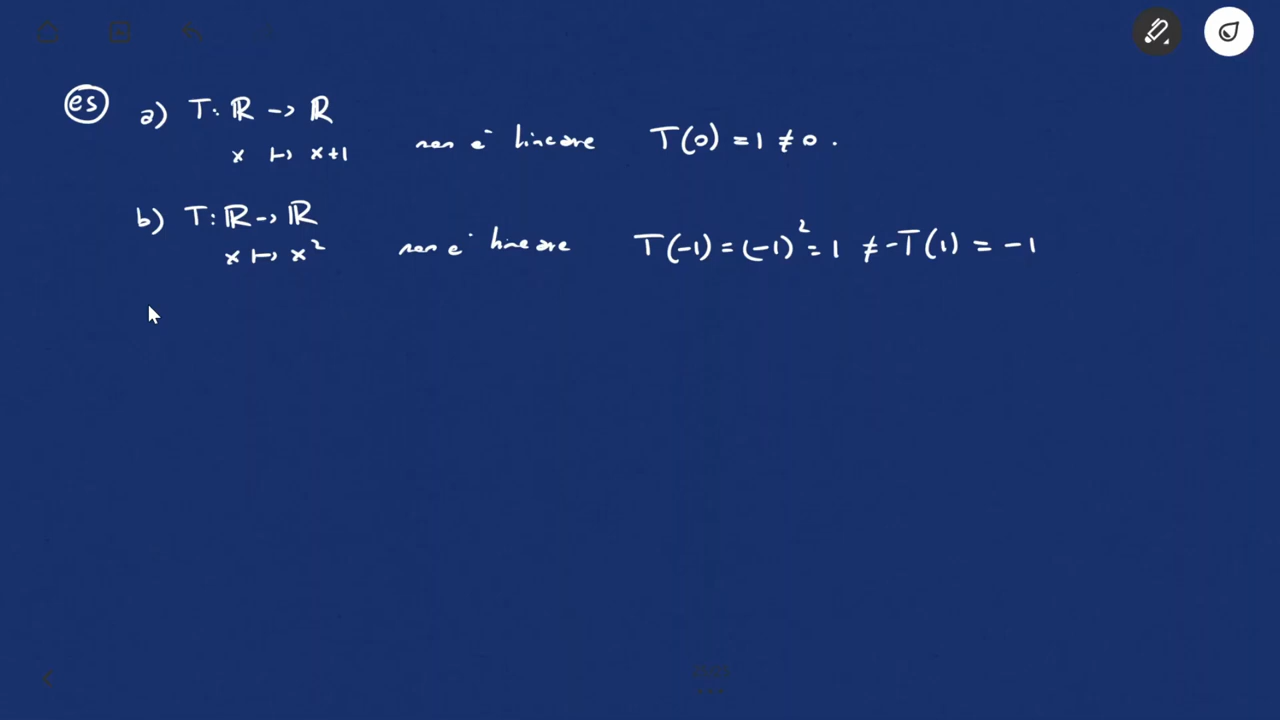 es a) T: ℝ -> ℝ
x ↦ x+1 non e' lineare T(0) = 1 ≠ 0 .
b) T: ℝ -> ℝ
x ↦ x² non e' lineare T(-1) = (-1)² = 1 ≠ -T(1) = -1